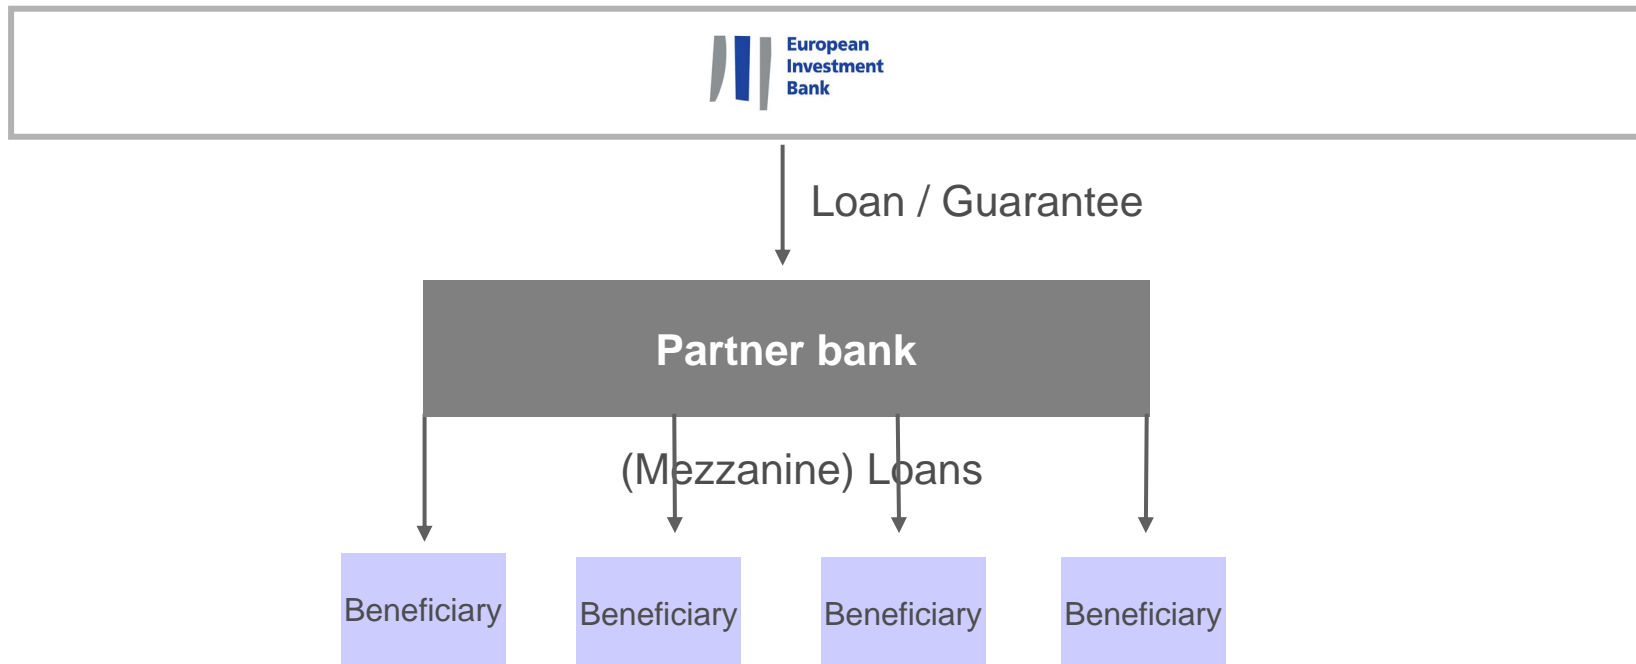 European
Investment
Bank
Loan / Guarantee
Partner bank
(Mezzanine) Loans
Beneficiary
Beneficiary
Beneficiary
Beneficiary